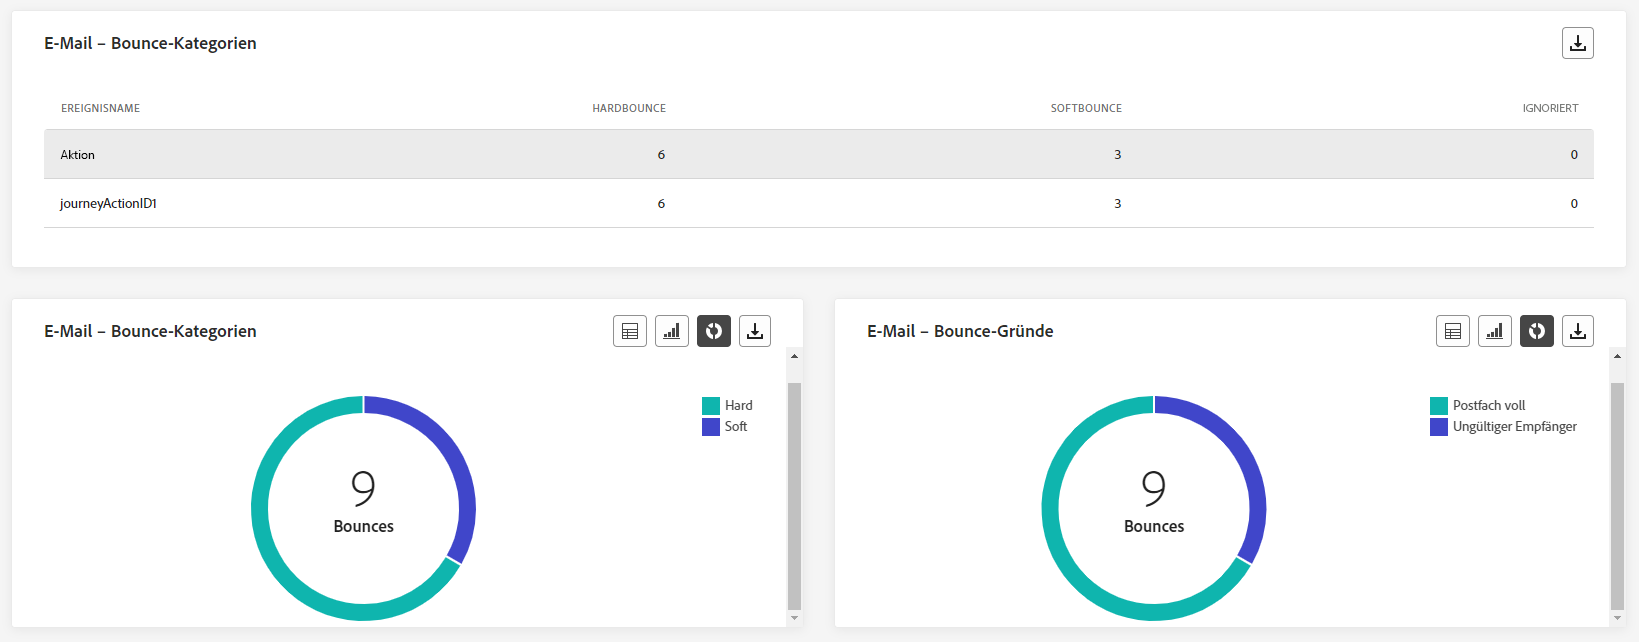 E-Mail – Bounce-Kategorien
EREIGNISNAME HARDBOUNCE SOFTBOUNCE IGNORIERT
Aktion 6 3 0
journeyActionID1 6 3 0
E-Mail – Bounce-Kategorien
Hard
Soft
9
Bounces
E-Mail – Bounce-Gründe
Postfach voll
Ungültiger Empfänger
9
Bounces